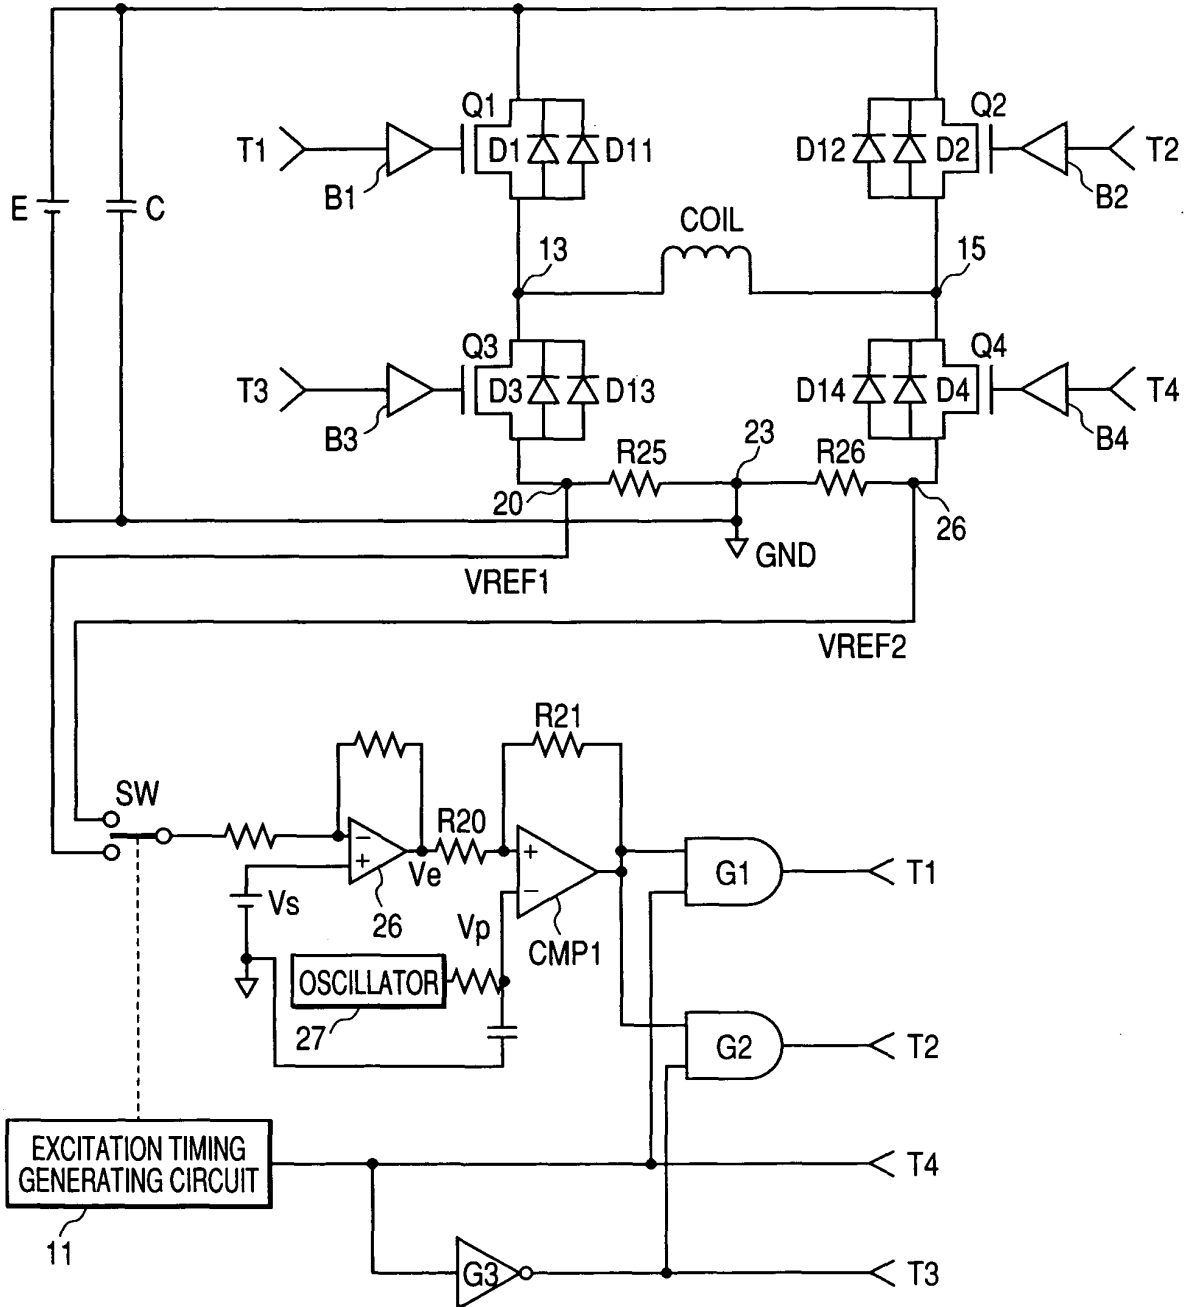 Q1
Q2
T1
D1
D11
D12
D2
T2
B1
B2
E
C
COIL
13
15
Q3
Q4
T3
D3
D13
D14
D4
T4
B3
B4
R25
23
R26
20
26
GND
VREF1
VREF2
R21
SW
R20
−
+
+
−
G1
T1
Ve
Vs
26
Vp
CMP1
OSCILLATOR
27
G2
T2
EXCITATION TIMING
GENERATING CIRCUIT
T4
11
G3
T3